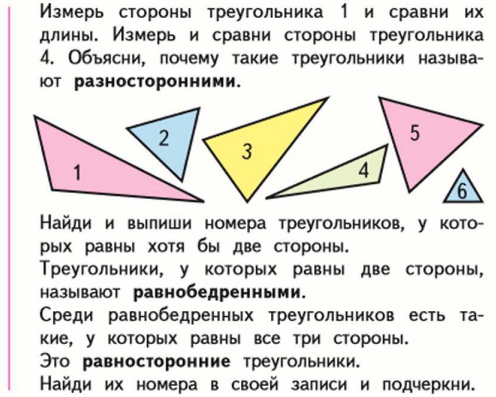 Измерь стороны треугольника 1 и сравни их
длины. Измерь и сравни стороны треугольника
4. Объясни, почему такие треугольники называ-
ют разносторонними.
1
2
3
4
5
6
Найди и выпиши номера треугольников, у кото-
рых равны хотя бы две стороны.
Треугольники, у которых равны две стороны,
называют равнобедренными.
Среди равнобедренных треугольников есть та-
кие, у которых равны все три стороны.
Это равносторонние треугольники.
Найди их номера в своей записи и подчеркни.